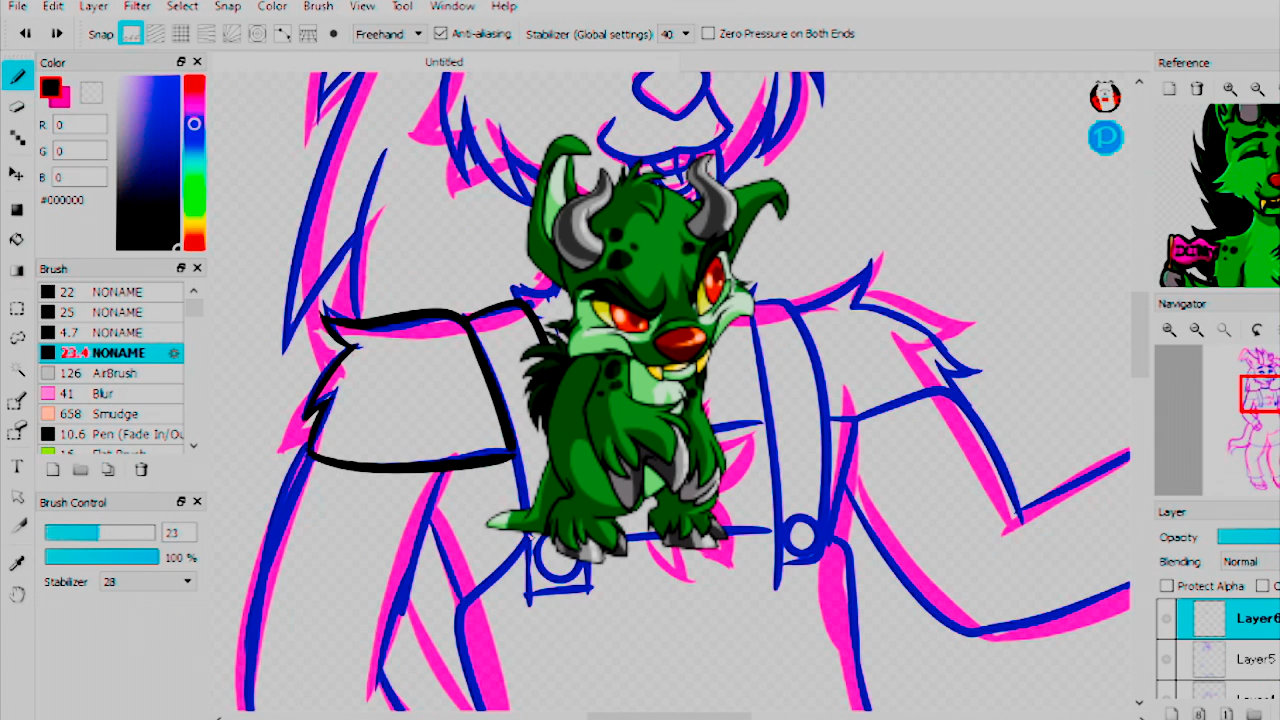 File Edit Layer Filter Select Snap Color Brush View Tool Window Help
Snap Freehand Anti-aliasing Stabilizer (Global settings) 40 Zero Pressure on Both Ends
Color Untitled Reference
R 0
G 0
B 0
#000000
Brush
22 NONAME
25 NONAME
4.7 NONAME
23.4 NONAME
126 AirBrush
41 Blur
658 Smudge
10.6 Pen (Fade In/Ou
Brush Control
23
100 %
Stabilizer 28
Navigator
Layer
Opacity
Blending Normal
Protect Alpha
Layer6
Layer5